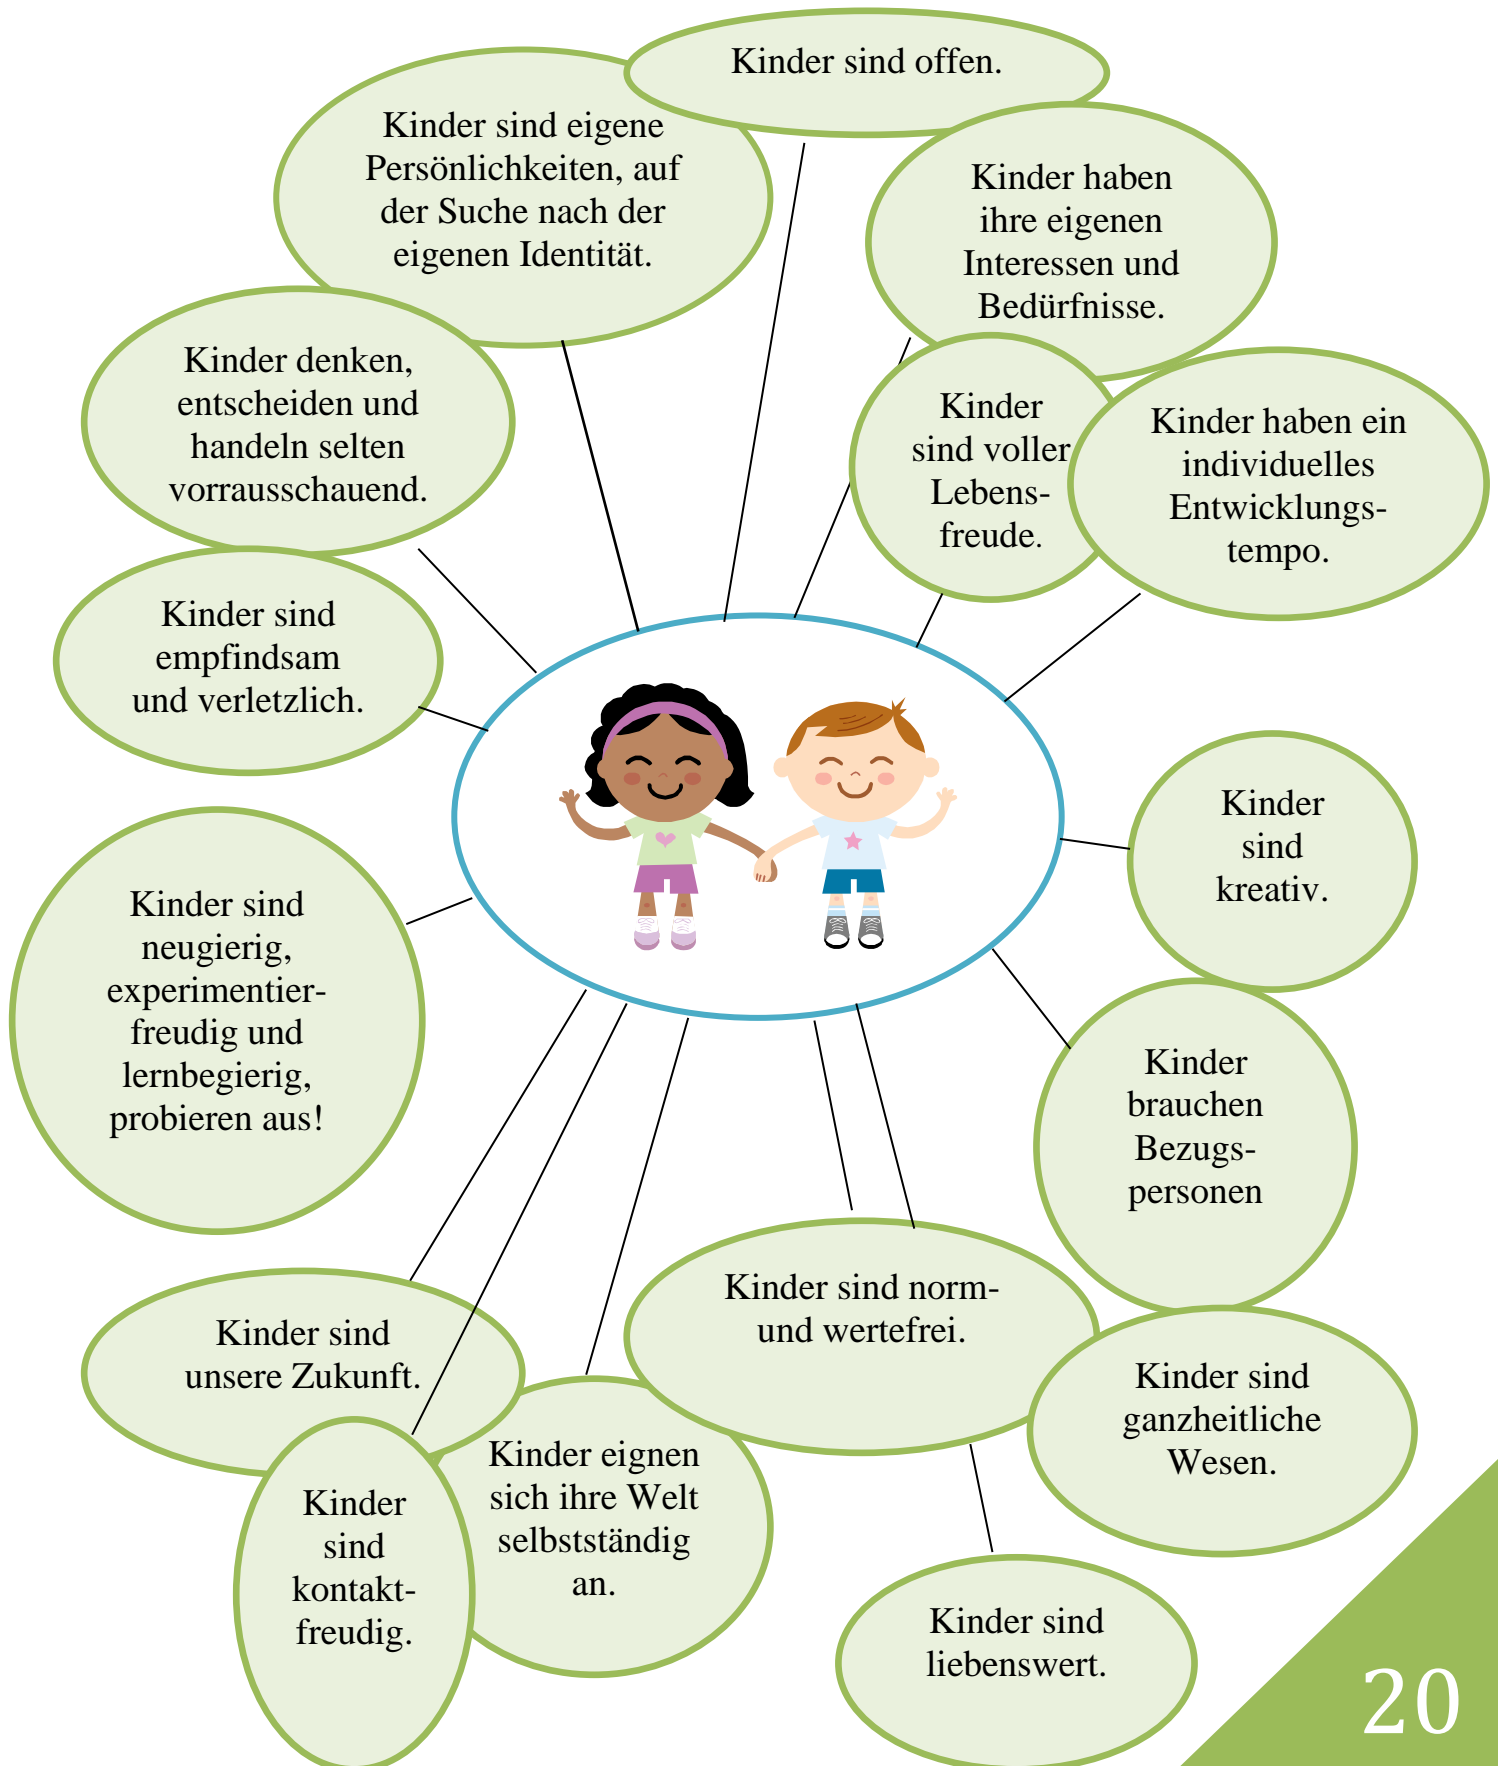 Kinder sind offen.
Kinder sind eigene
Persönlichkeiten, auf
der Suche nach der
eigenen Identität.
Kinder haben
ihre eigenen
Interessen und
Bedürfnisse.
Kinder denken,
entscheiden und
handeln selten
vorrausschauend.
Kinder
sind voller
Lebens-
freude.
Kinder haben ein
individuelles
Entwicklungs-
tempo.
Kinder sind
empfindsam
und verletzlich.
Kinder
sind
kreativ.
Kinder sind
neugierig,
experimentier-
freudig und
lernbegierig,
probieren aus!
Kinder
brauchen
Bezugs-
personen
Kinder sind norm-
und wertefrei.
Kinder sind
unsere Zukunft.
Kinder sind
ganzheitliche
Wesen.
Kinder eignen
sich ihre Welt
selbstständig
an.
Kinder
sind
kontakt-
freudig.
Kinder sind
liebenswert.
20